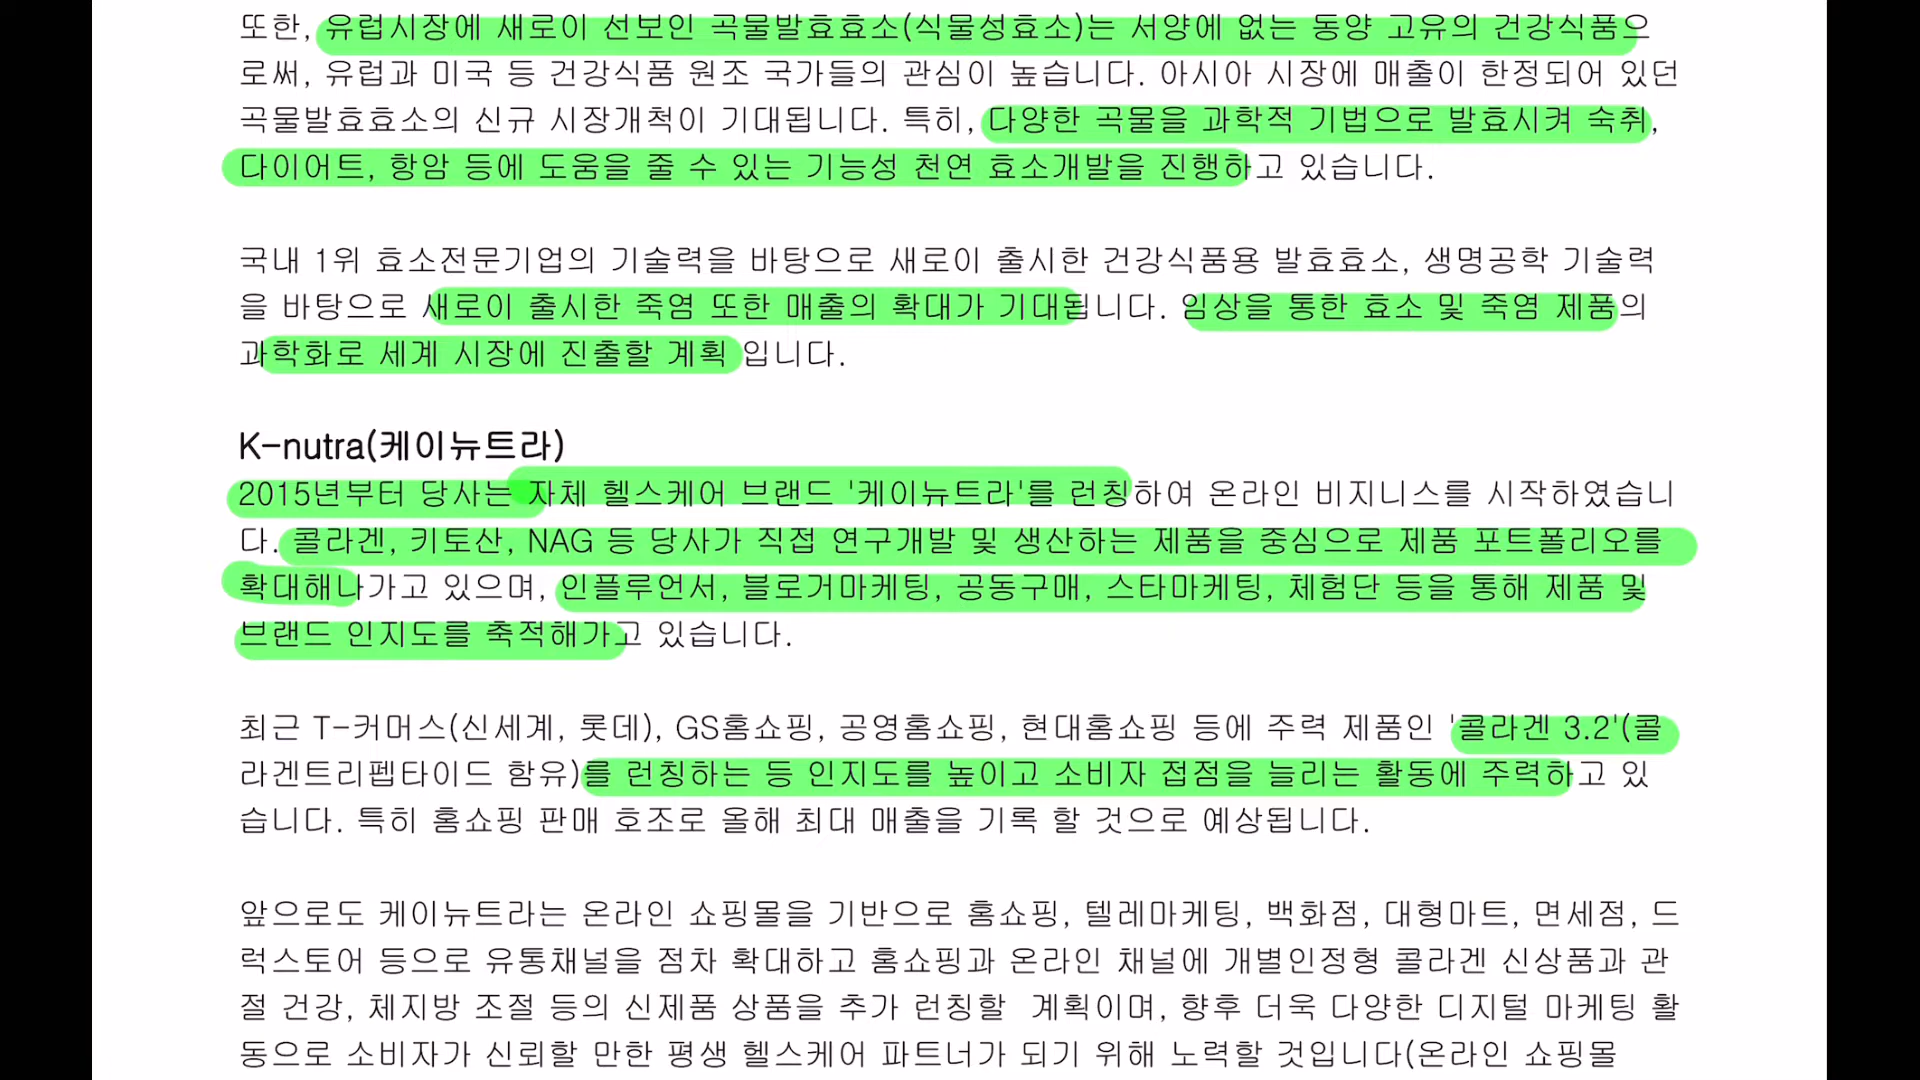 또한, 유럽시장에 새로이 선보인 곡물발효효소(식물성효소)는 서양에 없는 동양 고유의 건강식품으
로써, 유럽과 미국 등 건강식품 원조 국가들의 관심이 높습니다. 아시아 시장에 매출이 한정되어 있던
곡물발효효소의 신규 시장개척이 기대됩니다. 특히, 다양한 곡물을 과학적 기법으로 발효시켜 숙취,
다이어트, 항암 등에 도움을 줄 수 있는 기능성 천연 효소개발을 진행하고 있습니다.
국내 1위 효소전문기업의 기술력을 바탕으로 새로이 출시한 건강식품용 발효효소, 생명공학 기술력
을 바탕으로 새로이 출시한 죽염 또한 매출의 확대가 기대됩니다. 임상을 통한 효소 및 죽염 제품의
과학화로 세계 시장에 진출할 계획 입니다.
K-nutra(케이뉴트라)
2015년부터 당사는 자체 헬스케어 브랜드 '케이뉴트라'를 런칭하여 온라인 비지니스를 시작하였습니
다. 콜라겐, 키토산, NAG 등 당사가 직접 연구개발 및 생산하는 제품을 중심으로 제품 포트폴리오를
확대해나가고 있으며, 인플루언서, 블로거마케팅, 공동구매, 스타마케팅, 체험단 등을 통해 제품 및
브랜드 인지도를 축적해가고 있습니다.
최근 T-커머스(신세계, 롯데), GS홈쇼핑, 공영홈쇼핑, 현대홈쇼핑 등에 주력 제품인 '콜라겐 3.2'(콜
라겐트리펩타이드 함유)를 런칭하는 등 인지도를 높이고 소비자 접점을 늘리는 활동에 주력하고 있
습니다. 특히 홈쇼핑 판매 호조로 올해 최대 매출을 기록 할 것으로 예상됩니다.
앞으로도 케이뉴트라는 온라인 쇼핑몰을 기반으로 홈쇼핑, 텔레마케팅, 백화점, 대형마트, 면세점, 드
럭스토어 등으로 유통채널을 점차 확대하고 홈쇼핑과 온라인 채널에 개별인정형 콜라겐 신상품과 관
절 건강, 체지방 조절 등의 신제품 상품을 추가 런칭할 계획이며, 향후 더욱 다양한 디지털 마케팅 활
동으로 소비자가 신뢰할 만한 평생 헬스케어 파트너가 되기 위해 노력할 것입니다(온라인 쇼핑몰